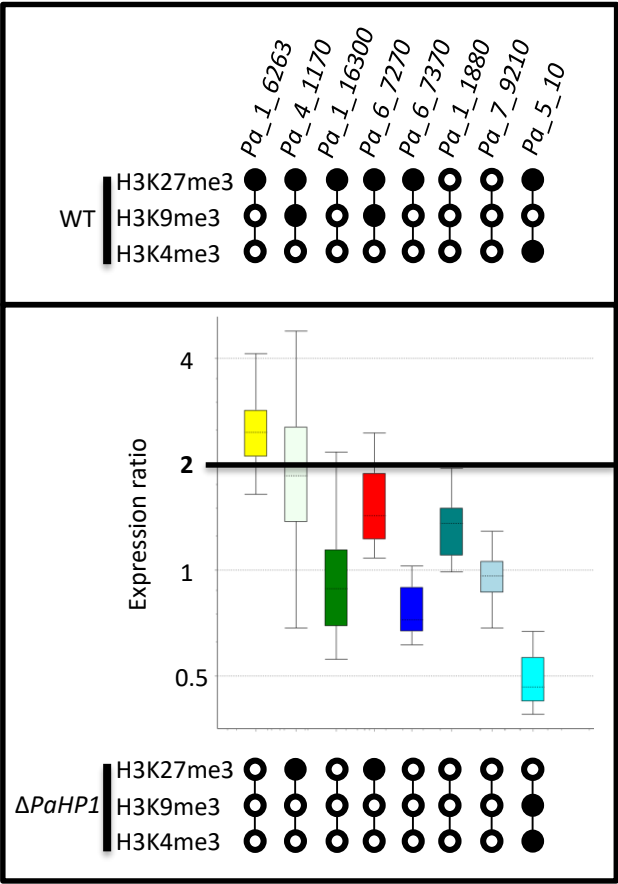 Pa_1_6263
Pa_4_1170
Pa_1_16300
Pa_6_7270
Pa_6_7370
Pa_1_1880
Pa_7_9210
Pa_5_10
WT
H3K27me3
H3K9me3
H3K4me3
Expression ratio
4
2
1
0.5
ΔPaHP1
H3K27me3
H3K9me3
H3K4me3